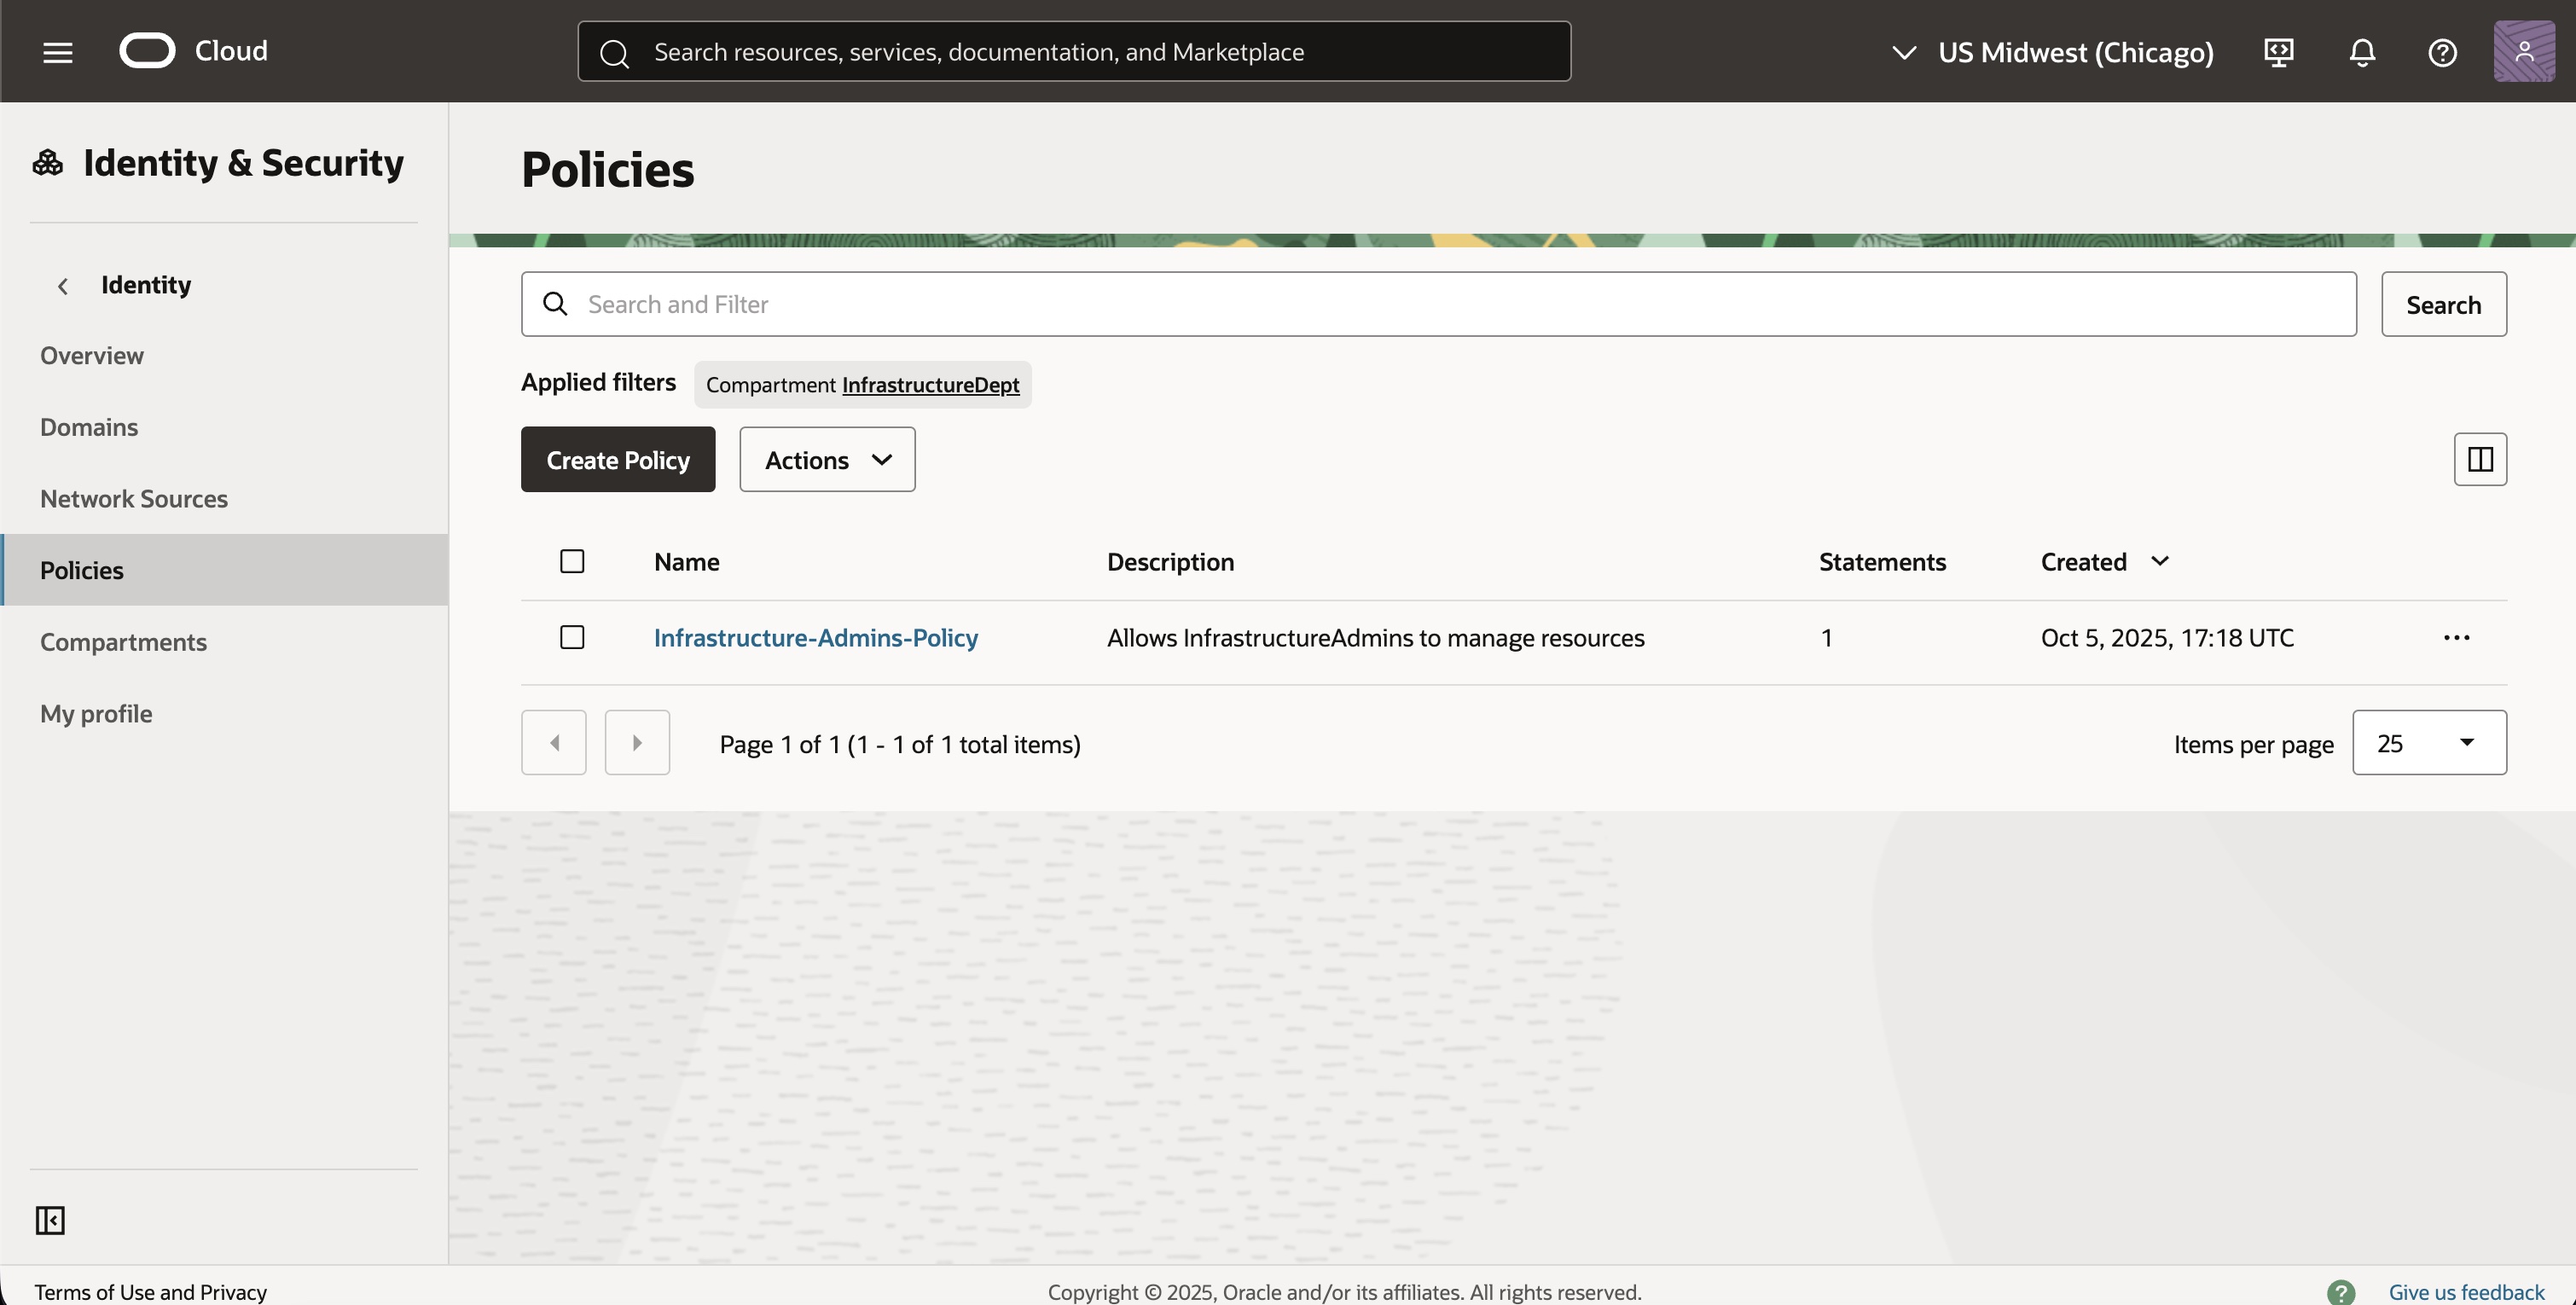 Cloud
Search resources, services, documentation, and Marketplace
US Midwest (Chicago)
Identity & Security
Identity
Overview
Domains
Network Sources
Policies
Compartments
My profile
Policies
Search and Filter
Search
Applied filters
Compartment InfrastructureDept
Create Policy
Actions
Name Description Statements Created
Infrastructure-Admins-Policy Allows InfrastructureAdmins to manage resources 1 Oct 5, 2025, 17:18 UTC
Page 1 of 1 (1 - 1 of 1 total items)
Items per page 25
Terms of Use and Privacy
Copyright © 2025, Oracle and/or its affiliates. All rights reserved.
Give us feedback